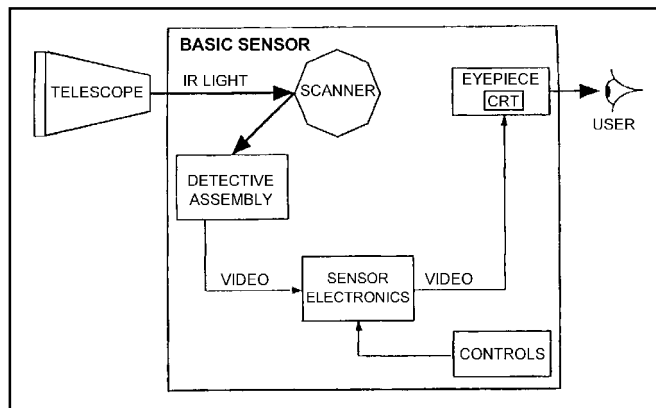 BASIC SENSOR
TELESCOPE
IR LIGHT
SCANNER
EYEPIECE
CRT
USER
DETECTIVE
ASSEMBLY
VIDEO
SENSOR
ELECTRONICS
VIDEO
CONTROLS